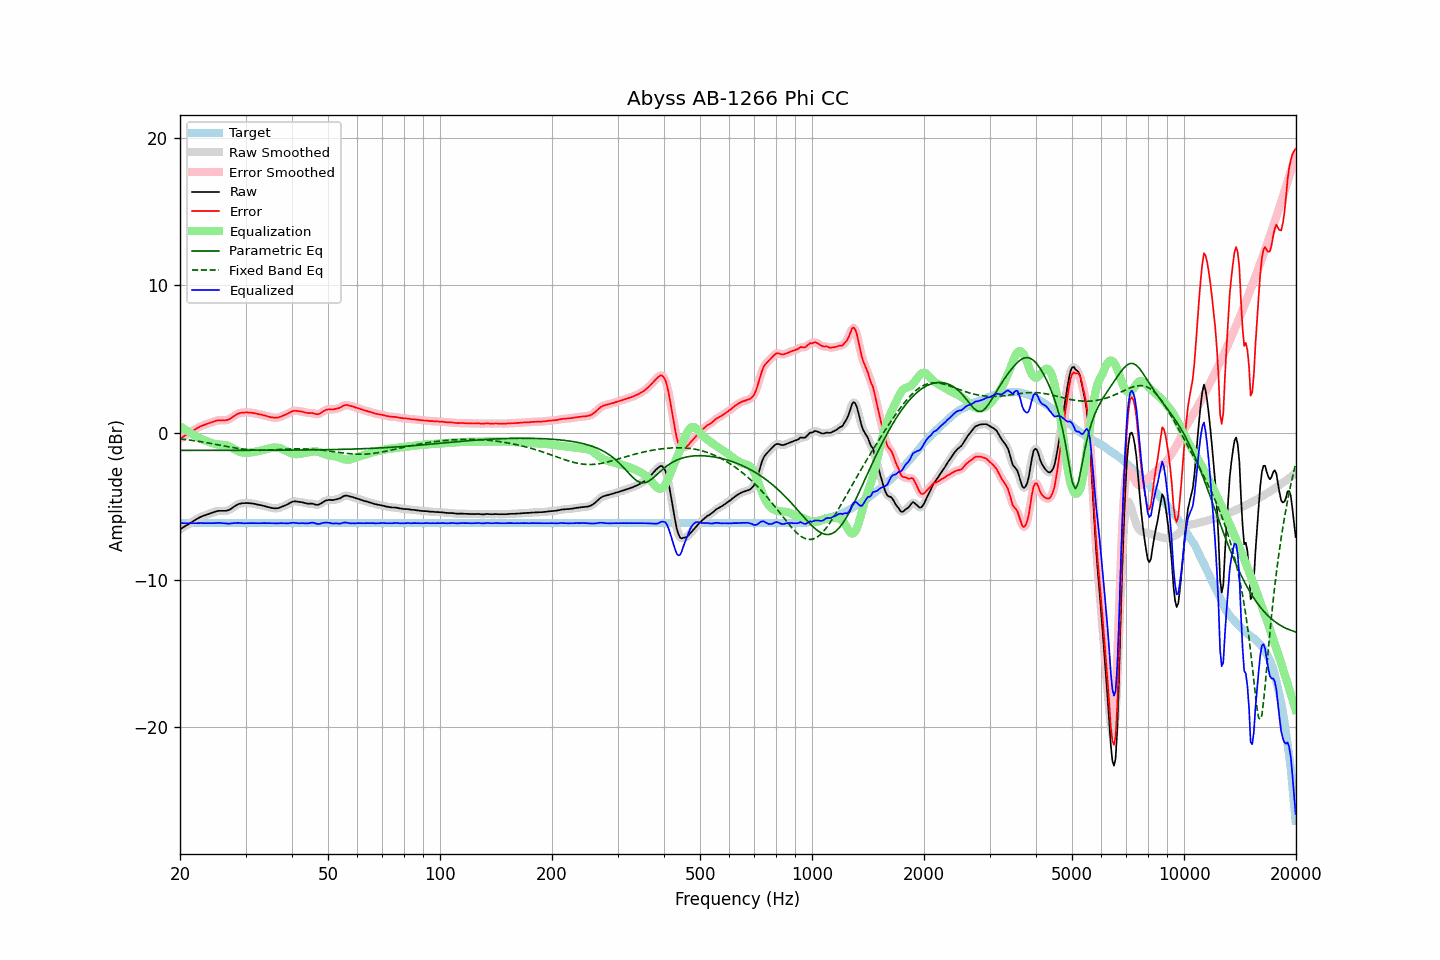 Abyss AB-1266 Phi CC
Target
Raw Smoothed
Error Smoothed
Raw
Error
Equalization
Parametric Eq
Fixed Band Eq
Equalized
20
10
0
−10
−20
Amplitude (dBr)
20 50 100 200 500 1000 2000 5000 10000 20000
Frequency (Hz)